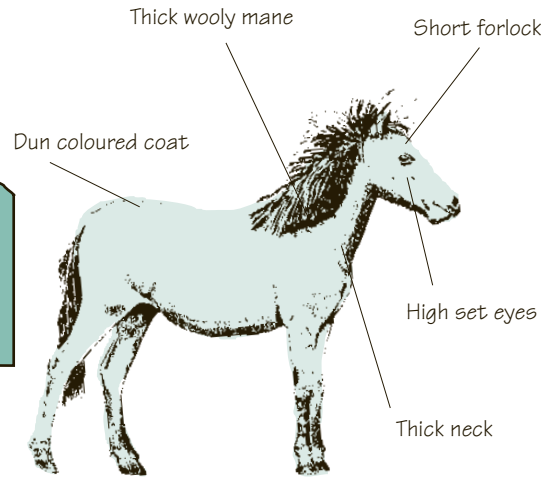 Thick wooly mane
Short forlock
Dun coloured coat
High set eyes
Thick neck